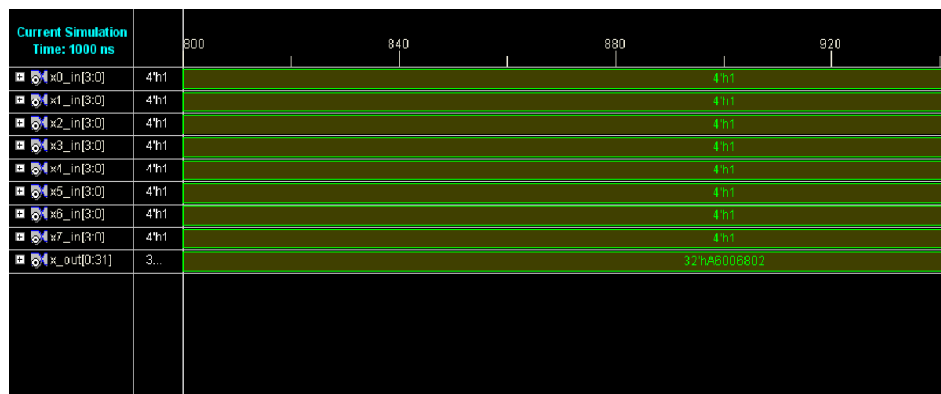 Current Simulation
Time: 1000 ns
800 840 880 920
x0_in[3:0] 4'h1 4'h1
x1_in[3:0] 4'h1 4'h1
x2_in[3:0] 4'h1 4'h1
x3_in[3:0] 4'h1 4'h1
x4_in[3:0] 4'h1 4'h1
x5_in[3:0] 4'h1 4'h1
x6_in[3:0] 4'h1 4'h1
x7_in[3:0] 4'h1 4'h1
x_out[0:31] 3... 32'hA6006802